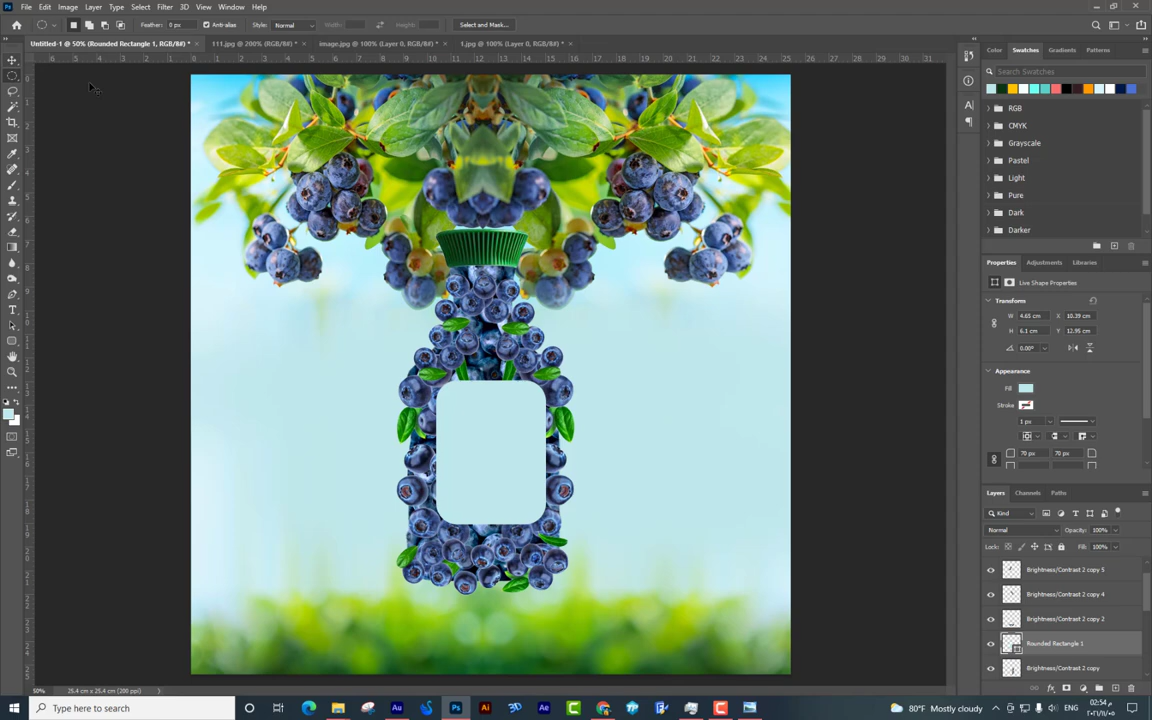 Ps File Edit Image Layer Type Select Filter 3D View Window Help
Feather: 0 px Anti-alias Style: Normal Width: Height: Select and Mask...
Untitled-1 @ 50% (Rounded Rectangle 1, RGB/8#) * × 111.jpg @ 200% (RGB/8#) * × image.jpg @ 100% (Layer 0, RGB/8#) * × 1.jpg @ 100% (Layer 0, RGB/8#) * ×
Color Swatches Gradients Patterns
Search Swatches
RGB
CMYK
Grayscale
Pastel
Light
Pure
Dark
Darker
Properties Adjustments Libraries
Live Shape Properties
Transform
W 4.65 cm X 10.39 cm
H 6.1 cm Y 12.95 cm
0.00°
Appearance
Fill
Stroke
1 px
70 px 70 px
Layers Channels Paths
Kind
Normal Opacity: 100%
Lock: Fill: 100%
Brightness/Contrast 2 copy 5
Brightness/Contrast 2 copy 4
Brightness/Contrast 2 copy 2
Rounded Rectangle 1
Brightness/Contrast 2 copy
50% 25.4 cm x 25.4 cm (200 ppi)
Type here to search
Au Ps Ai Ae
80°F Mostly cloudy
02:54 م